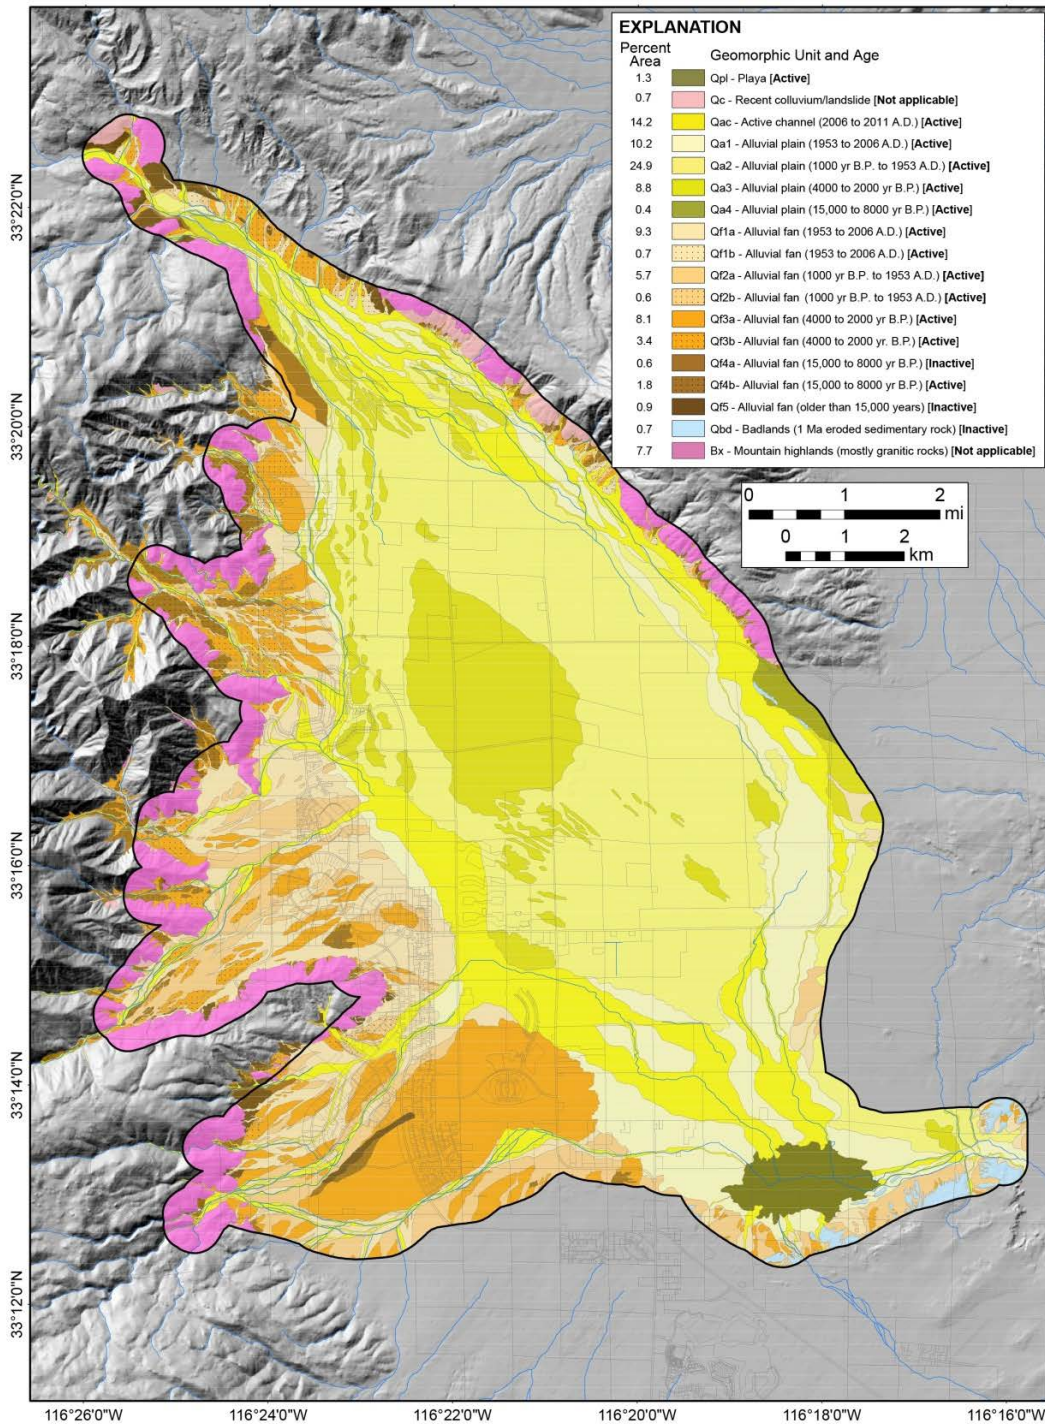 EXPLANATION
Percent Area Geomorphic Unit and Age
1.3 Qpl - Playa [Active]
0.7 Qc - Recent colluvium/landslide [Not applicable]
14.2 Qac - Active channel (2006 to 2011 A.D.) [Active]
10.2 Qa1 - Alluvial plain (1953 to 2006 A.D.) [Active]
24.9 Qa2 - Alluvial plain (1000 yr B.P. to 1953 A.D.) [Active]
8.8 Qa3 - Alluvial plain (4000 to 2000 yr B.P.) [Active]
0.4 Qa4 - Alluvial plain (15,000 to 8000 yr B.P.) [Active]
9.3 Qf1a - Alluvial fan (1953 to 2006 A.D.) [Active]
0.7 Qf1b - Alluvial fan (1953 to 2006 A.D.) [Active]
5.7 Qf2a - Alluvial fan (1000 yr B.P. to 1953 A.D.) [Active]
0.6 Qf2b - Alluvial fan (1000 yr B.P. to 1953 A.D.) [Active]
8.1 Qf3a - Alluvial fan (4000 to 2000 yr B.P.) [Active]
3.4 Qf3b - Alluvial fan (4000 to 2000 yr. B.P.) [Active]
0.6 Qf4a - Alluvial fan (15,000 to 8000 yr B.P.) [Inactive]
1.8 Qf4b - Alluvial fan (15,000 to 8000 yr B.P.) [Active]
0.9 Qf5 - Alluvial fan (older than 15,000 years) [Inactive]
0.7 Qbd - Badlands (1 Ma eroded sedimentary rock) [Inactive]
7.7 Bx - Mountain highlands (mostly granitic rocks) [Not applicable]
0 1 2
mi
0 1 2
km
33°22'0"N
33°20'0"N
33°18'0"N
33°16'0"N
33°14'0"N
33°12'0"N
116°26'0"W 116°24'0"W 116°22'0"W 116°20'0"W 116°18'0"W 116°16'0"W